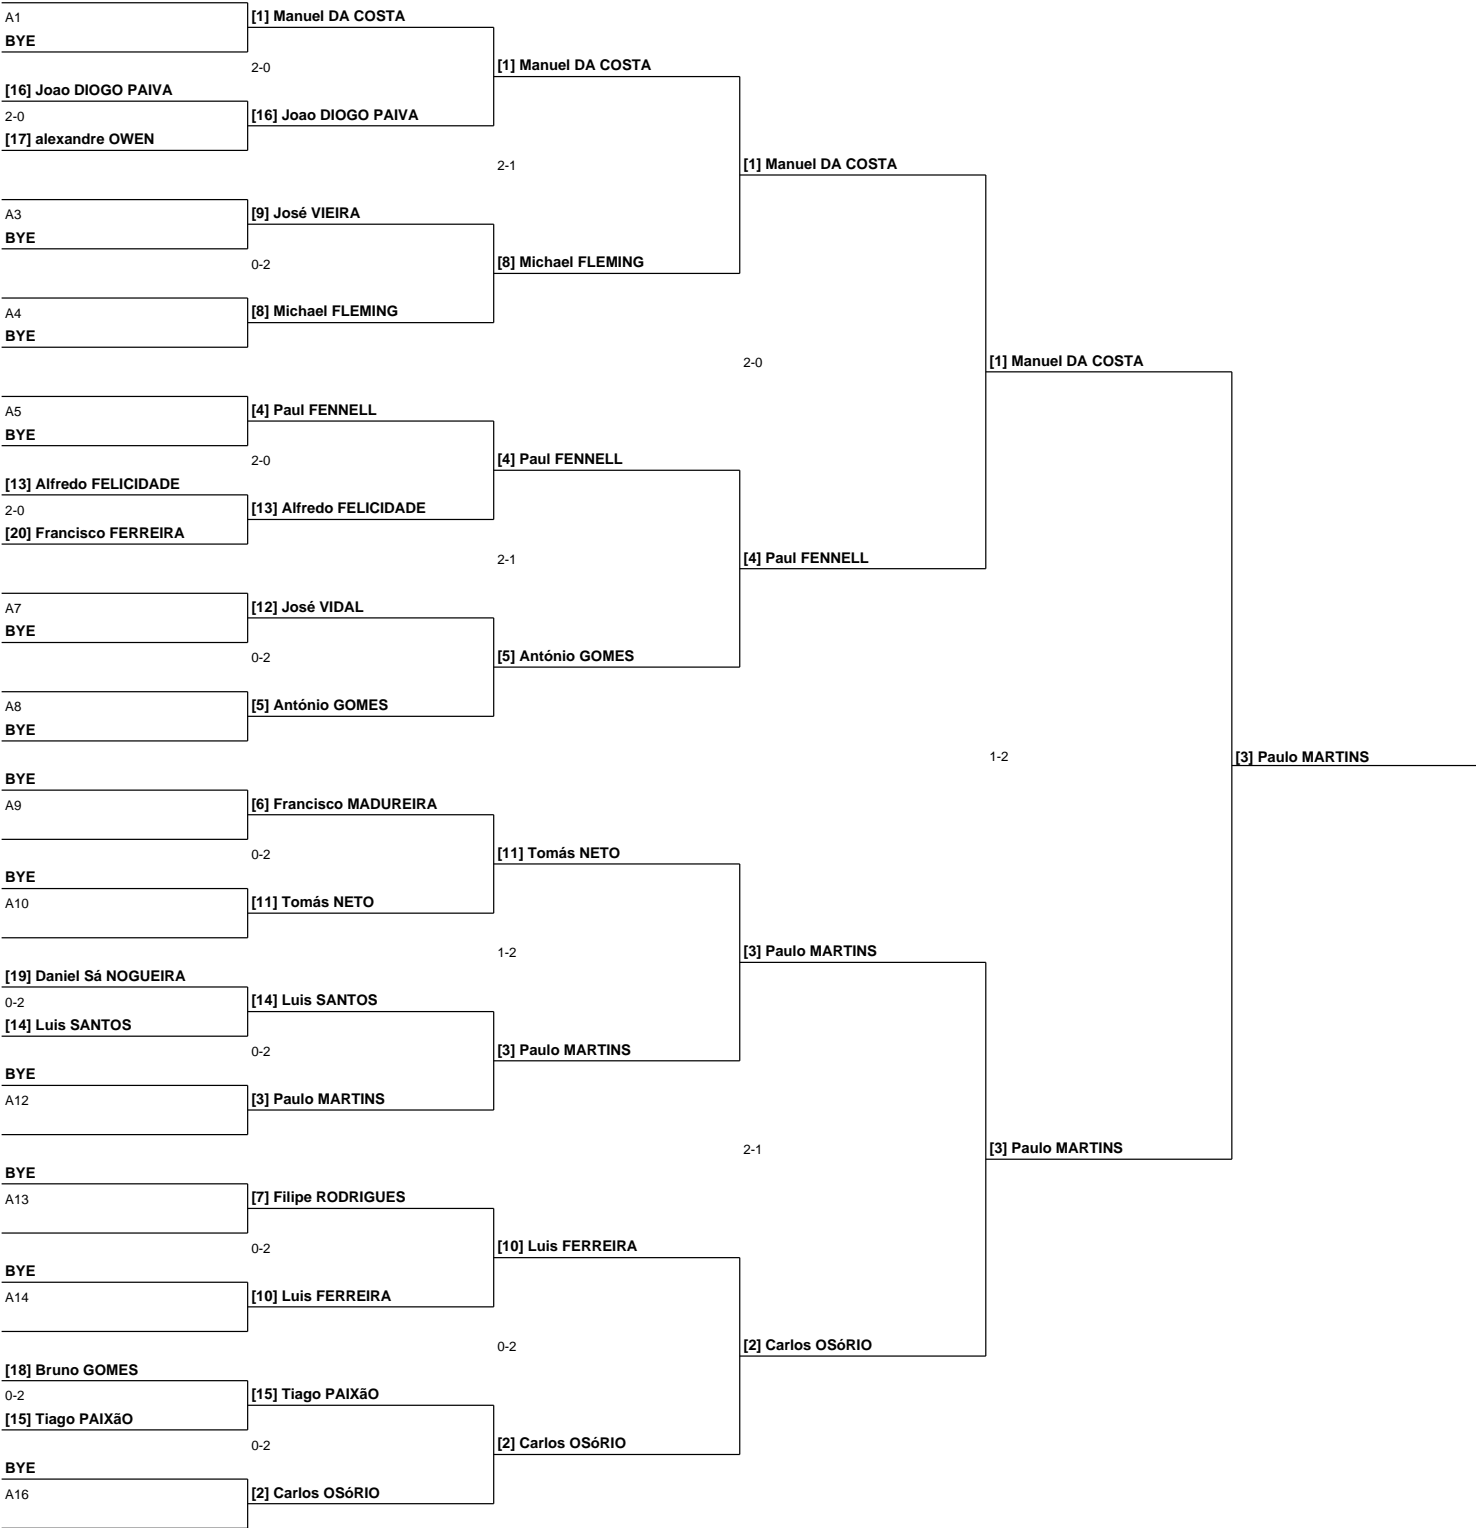 A1
BYE
[16] Joao DIOGO PAIVA
2-0
[17] alexandre OWEN
A3
BYE
A4
BYE
A5
BYE
[13] Alfredo FELICIDADE
2-0
[20] Francisco FERREIRA
A7
BYE
A8
BYE
BYE
A9
BYE
A10
[19] Daniel Sá NOGUEIRA
0-2
[14] Luis SANTOS
BYE
A12
BYE
A13
BYE
A14
[18] Bruno GOMES
0-2
[15] Tiago PAIXãO
BYE
A16
[1] Manuel DA COSTA
2-0
[16] Joao DIOGO PAIVA
[9] José VIEIRA
0-2
[8] Michael FLEMING
[4] Paul FENNELL
2-0
[13] Alfredo FELICIDADE
[12] José VIDAL
0-2
[5] António GOMES
[6] Francisco MADUREIRA
0-2
[11] Tomás NETO
[14] Luis SANTOS
0-2
[3] Paulo MARTINS
[7] Filipe RODRIGUES
0-2
[10] Luis FERREIRA
[15] Tiago PAIXãO
0-2
[2] Carlos OSóRIO
[1] Manuel DA COSTA
2-1
[8] Michael FLEMING
[4] Paul FENNELL
2-1
[5] António GOMES
[11] Tomás NETO
1-2
[3] Paulo MARTINS
[10] Luis FERREIRA
0-2
[2] Carlos OSóRIO
[1] Manuel DA COSTA
2-0
[4] Paul FENNELL
[3] Paulo MARTINS
2-1
[2] Carlos OSóRIO
[1] Manuel DA COSTA
1-2
[3] Paulo MARTINS
[3] Paulo MARTINS